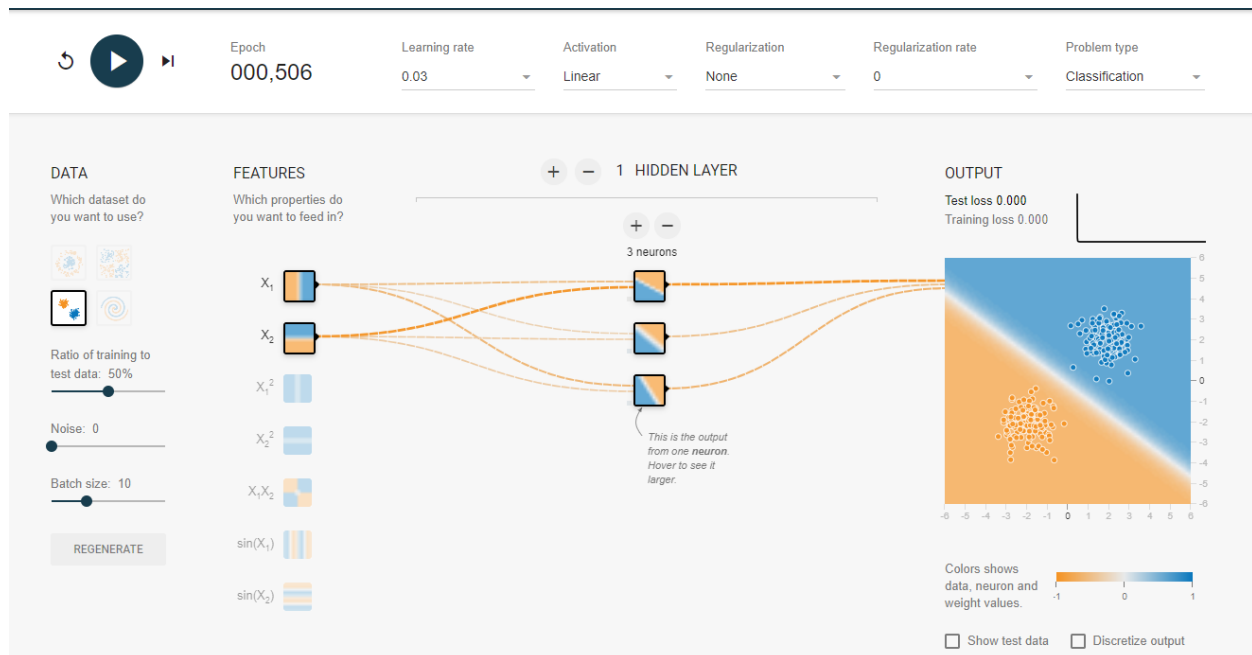 Epoch
000,506
Learning rate
0.03
Activation
Linear
Regularization
None
Regularization rate
0
Problem type
Classification
DATA
Which dataset do
you want to use?
Ratio of training to
test data: 50%
Noise: 0
Batch size: 10
REGENERATE
FEATURES
Which properties do
you want to feed in?
X₁
X₂
X₁²
X₂²
X₁X₂
sin(X₁)
sin(X₂)
+ − 1 HIDDEN LAYER
+ −
3 neurons
This is the output
from one neuron.
Hover to see it
larger.
OUTPUT
Test loss 0.000
Training loss 0.000
6
5
4
3
2
1
0
-1
-2
-3
-4
-5
-6
-6 -5 -4 -3 -2 -1 0 1 2 3 4 5 6
Colors shows
data, neuron and
weight values.
-1 0 1
Show test data
Discretize output